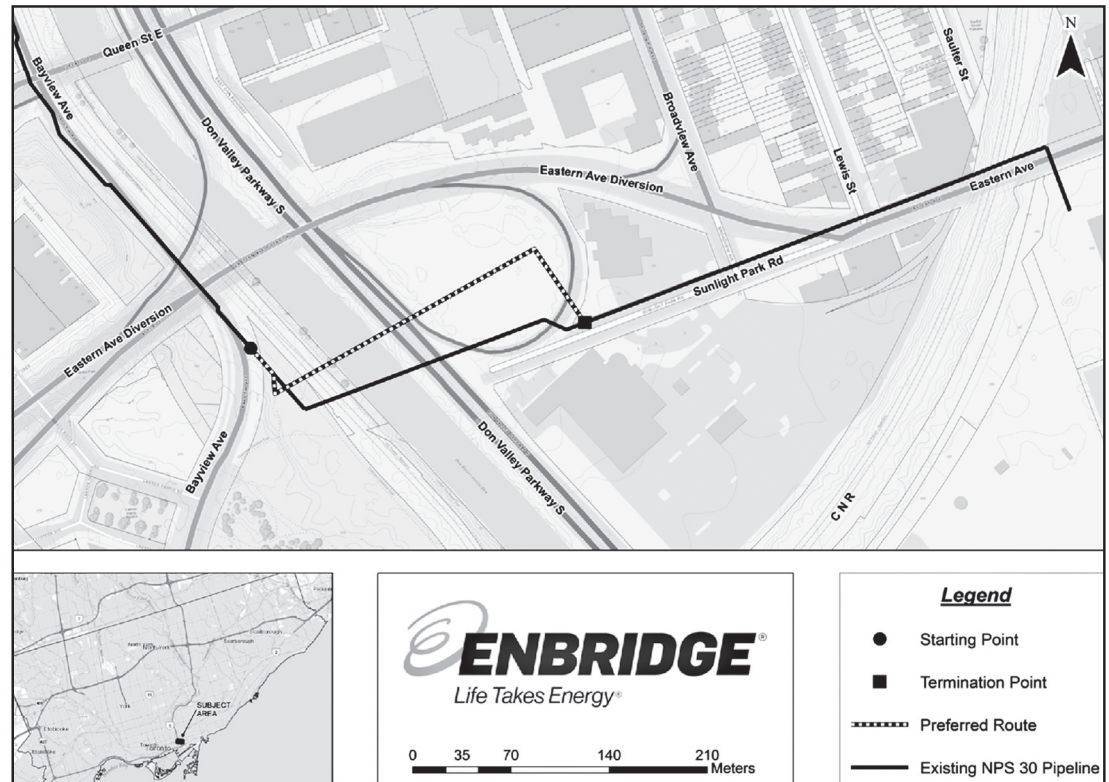 N
Queen St E
Bayview Ave
Don Valley Parkway S
Broadview Ave
Saulter St
Lewis St
Eastern Ave Diversion
Eastern Ave
Sunlight Park Rd
Eastern Ave Diversion
Bayview Ave
Don Valley Parkway S
C N R
SUBJECT
AREA
York
Toronto
ENBRIDGE®
Life Takes Energy®
0 35 70 140 210
Meters
Legend
Starting Point
Termination Point
Preferred Route
Existing NPS 30 Pipeline